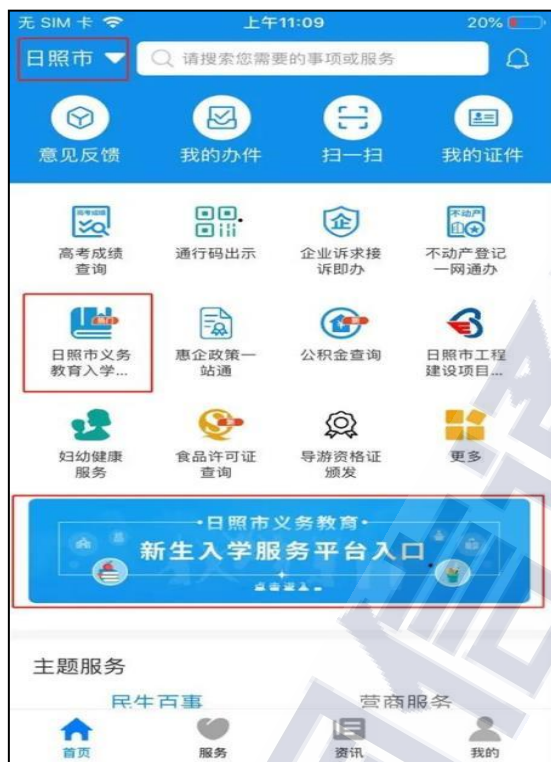 无 SIM 卡 上午11:09 20%
日照市 请搜索您需要的事项或服务
意见反馈 我的办件 扫一扫 我的证件
高考成绩
查询
通行码出示
企业诉求接
诉即办
不动产登记
一网通办
日照市义务
教育入学...
惠企政策一
站通
公积金查询
日照市工程
建设项目...
妇幼健康
服务
食品许可证
查询
导游资格证
颁发
更多
·日照市义务教育·
新生入学服务平台入口
点击进入
主题服务
民生百事 营商服务
首页 服务 资讯 我的